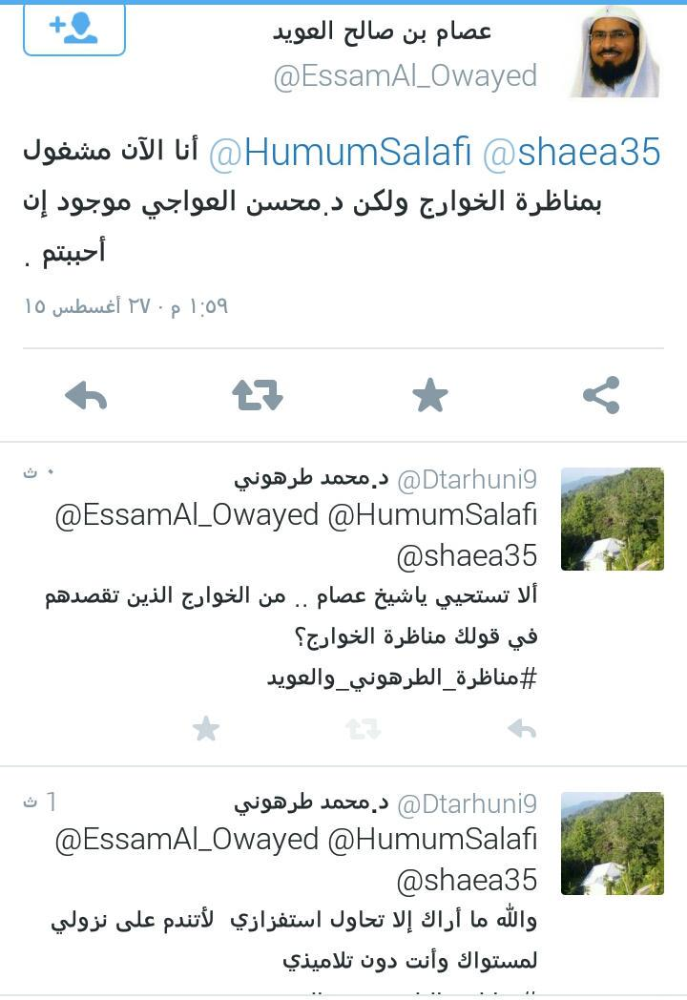 عصام بن صالح العويد
@EssamAl_Owayed
@HumumSalafi @shaea35 أنا الآن مشغول
بمناظرة الخوارج ولكن د.محسن العواجي موجود إن
أحببتم .
١:٥٩ م · ٢٧ أغسطس ١٥
د.محمد طرهوني @Dtarhuni9 ٠ ث
@EssamAl_Owayed @HumumSalafi
@shaea35
ألا تستحيي ياشيخ عصام .. من الخوارج الذين تقصدهم
في قولك مناظرة الخوارج؟
#مناظرة_الطرهوني_والعويد
د.محمد طرهوني @Dtarhuni9 1 ث
@EssamAl_Owayed @HumumSalafi
@shaea35
والله ما أراك إلا تحاول استفزازي لأتندم على نزولي
لمستواك وأنت دون تلاميذي